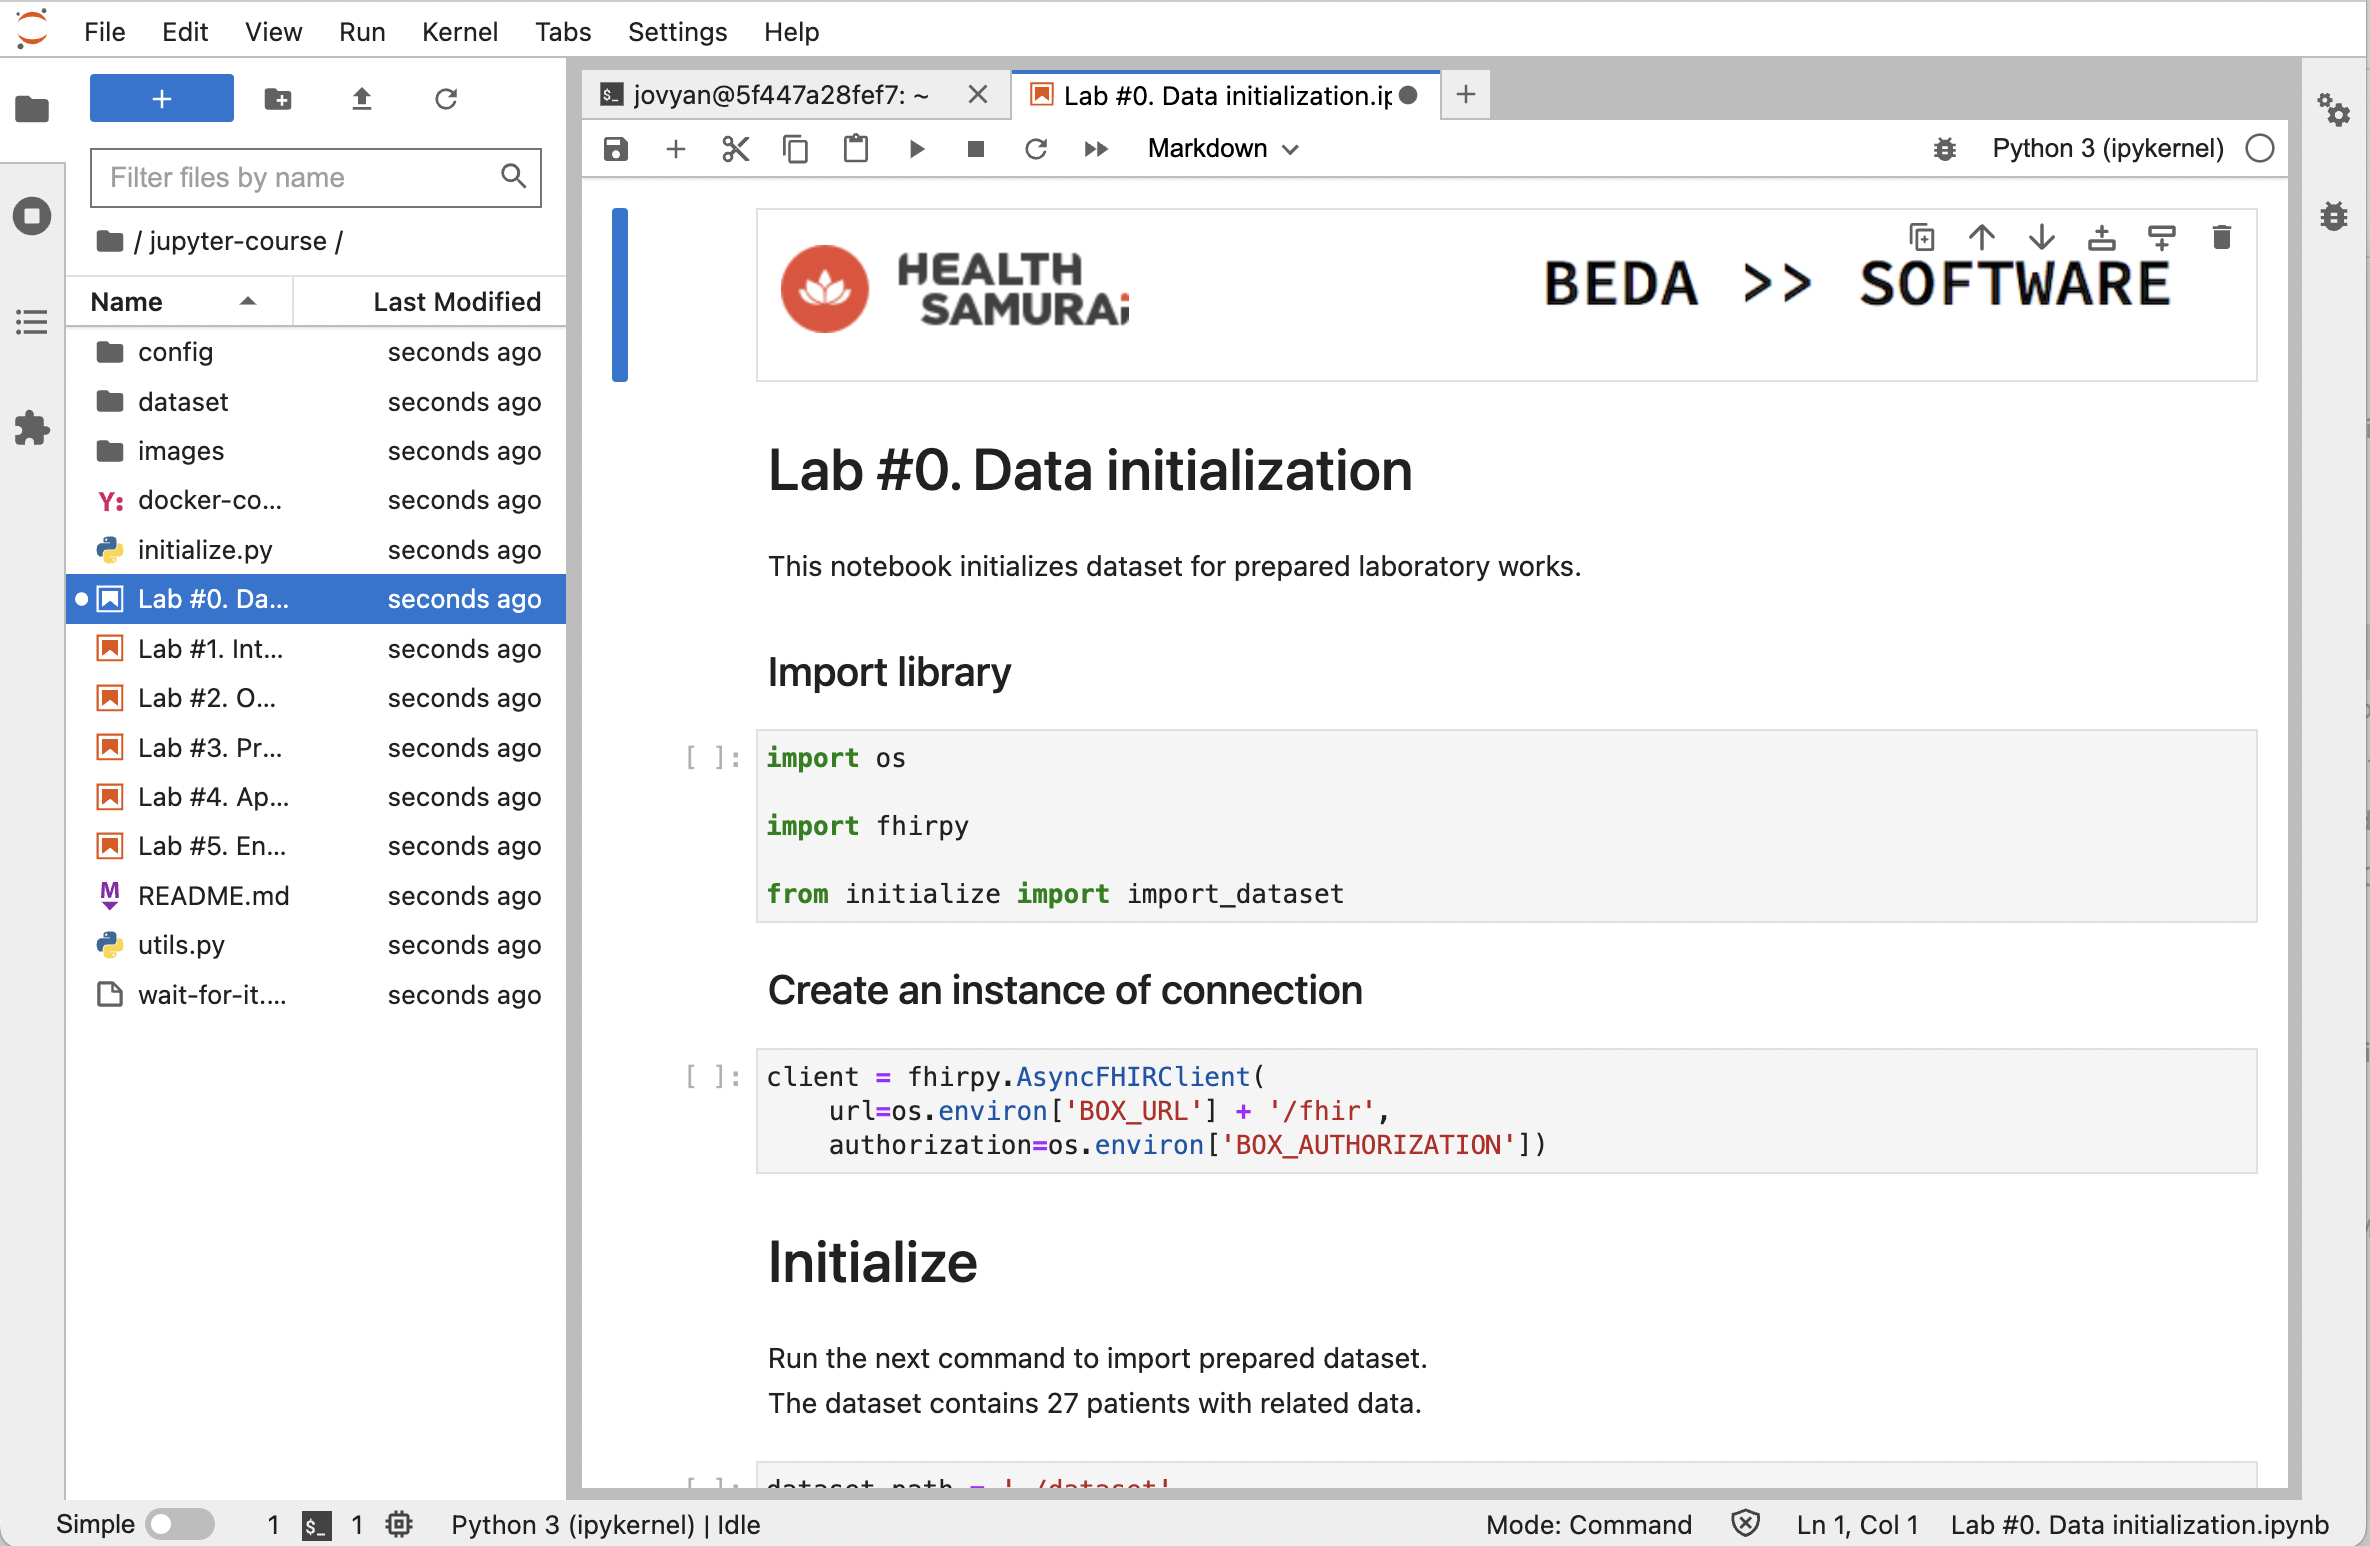 File Edit View Run Kernel Tabs Settings Help
jovyan@5f447a28fef7: ~
Lab #0. Data initialization.ip
Filter files by name
Markdown
Python 3 (ipykernel)
/ jupyter-course /
Name Last Modified
config seconds ago
dataset seconds ago
images seconds ago
docker-co... seconds ago
initialize.py seconds ago
Lab #0. Da... seconds ago
Lab #1. Int... seconds ago
Lab #2. O... seconds ago
Lab #3. Pr... seconds ago
Lab #4. Ap... seconds ago
Lab #5. En... seconds ago
README.md seconds ago
utils.py seconds ago
wait-for-it.... seconds ago
HEALTH
SAMURAi
BEDA >> SOFTWARE
Lab #0. Data initialization
This notebook initializes dataset for prepared laboratory works.
Import library
[ ]: import os
import fhirpy
from initialize import import_dataset
Create an instance of connection
[ ]: client = fhirpy.AsyncFHIRClient(
url=os.environ['BOX_URL'] + '/fhir',
authorization=os.environ['BOX_AUTHORIZATION'])
Initialize
Run the next command to import prepared dataset.
The dataset contains 27 patients with related data.
[ ]: dataset_path = './dataset'
Simple 1 $_ 1 Python 3 (ipykernel) | Idle Mode: Command Ln 1, Col 1 Lab #0. Data initialization.ipynb